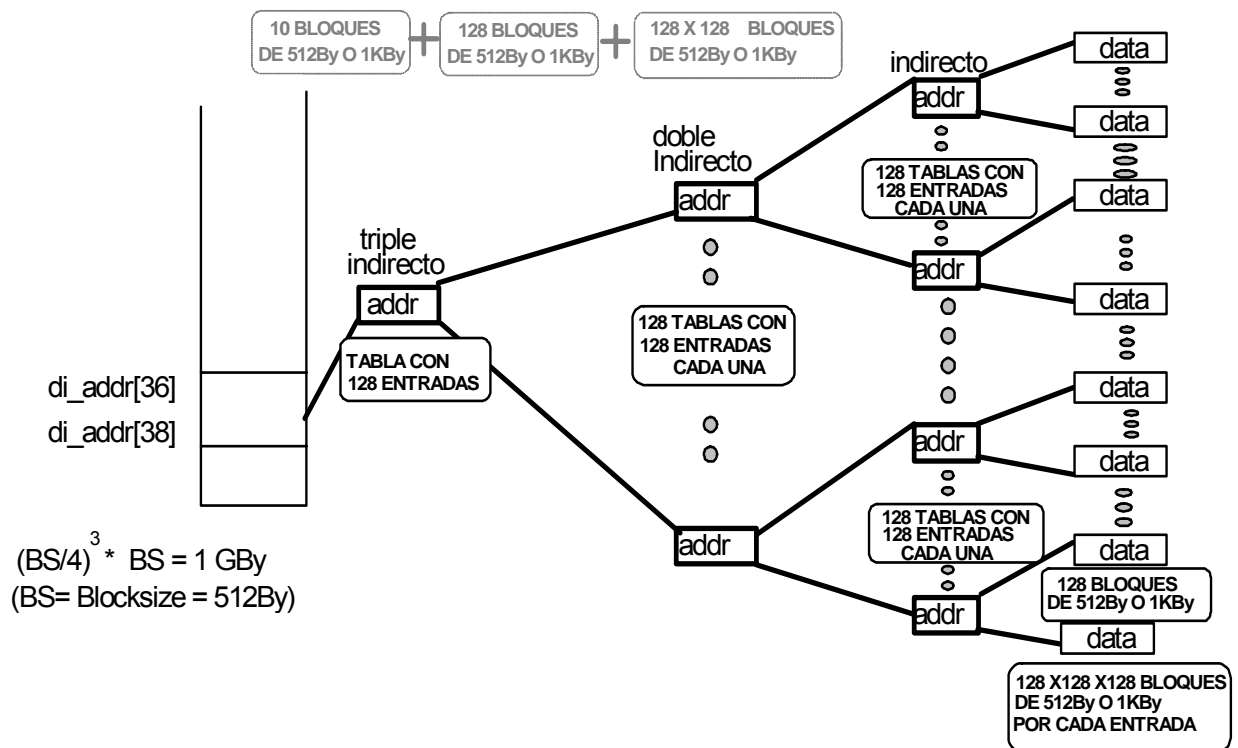 10 BLOQUES
DE 512By O 1KBy
+
128 BLOQUES
DE 512By O 1KBy
+
128 X 128 BLOQUES
DE 512By O 1KBy
indirecto
addr
data
data
doble
Indirecto
addr
128 TABLAS CON
128 ENTRADAS
CADA UNA
data
triple
indirecto
addr
addr
data
TABLA CON
128 ENTRADAS
128 TABLAS CON
128 ENTRADAS
CADA UNA
di_addr[36]
di_addr[38]
data
addr
data
128 TABLAS CON
128 ENTRADAS
CADA UNA
addr
data
(BS/4)3 * BS = 1 GBy
(BS= Blocksize = 512By)
128 BLOQUES
DE 512By O 1KBy
addr
data
128 X128 X128 BLOQUES
DE 512By O 1KBy
POR CADA ENTRADA